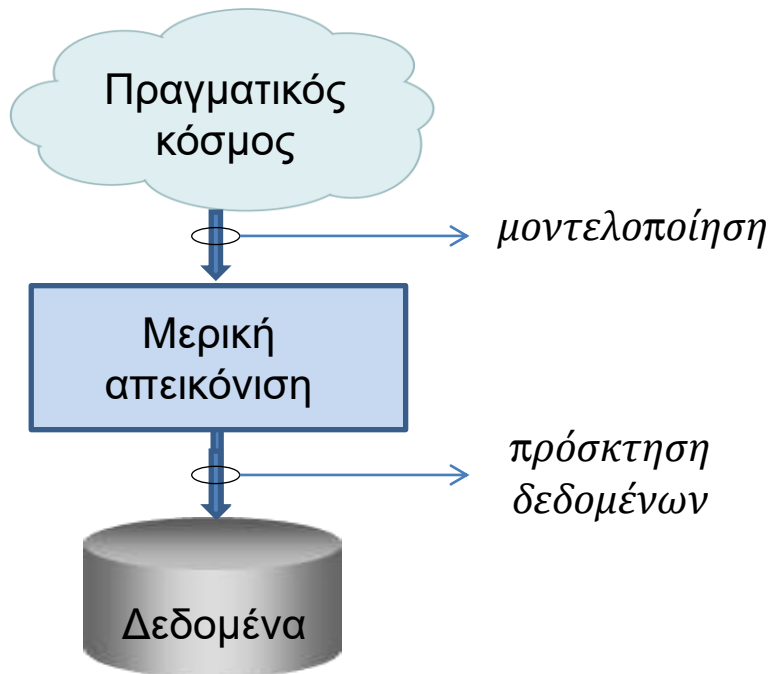 Πραγματικός
κόσμος
μοντελοποίηση
Μερική
απεικόνιση
πρόσκτηση
δεδομένων
Δεδομένα